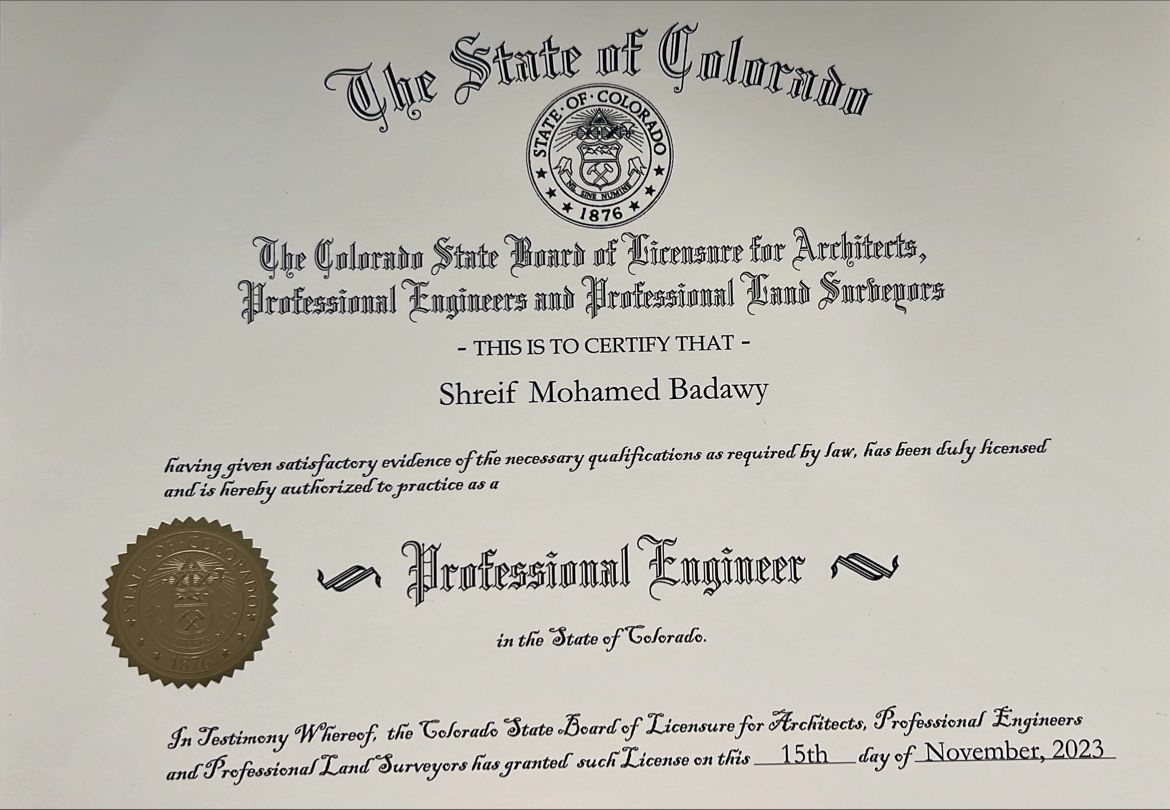 The State of Colorado
STATE·OF·COLORADO
NIL SINE NUMINE
1876
The Colorado State Board of Licensure for Architects,
Professional Engineers and Professional Land Surveyors
- THIS IS TO CERTIFY THAT -
Shreif Mohamed Badawy
having given satisfactory evidence of the necessary qualifications as required by law, has been duly licensed
and is hereby authorized to practice as a
Professional Engineer
STATE·OF·COLORADO
1876
in the State of Colorado.
In Testimony Whereof, the Colorado State Board of Licensure for Architects, Professional Engineers
and Professional Land Surveyors has granted such License on this 15th day of November, 2023